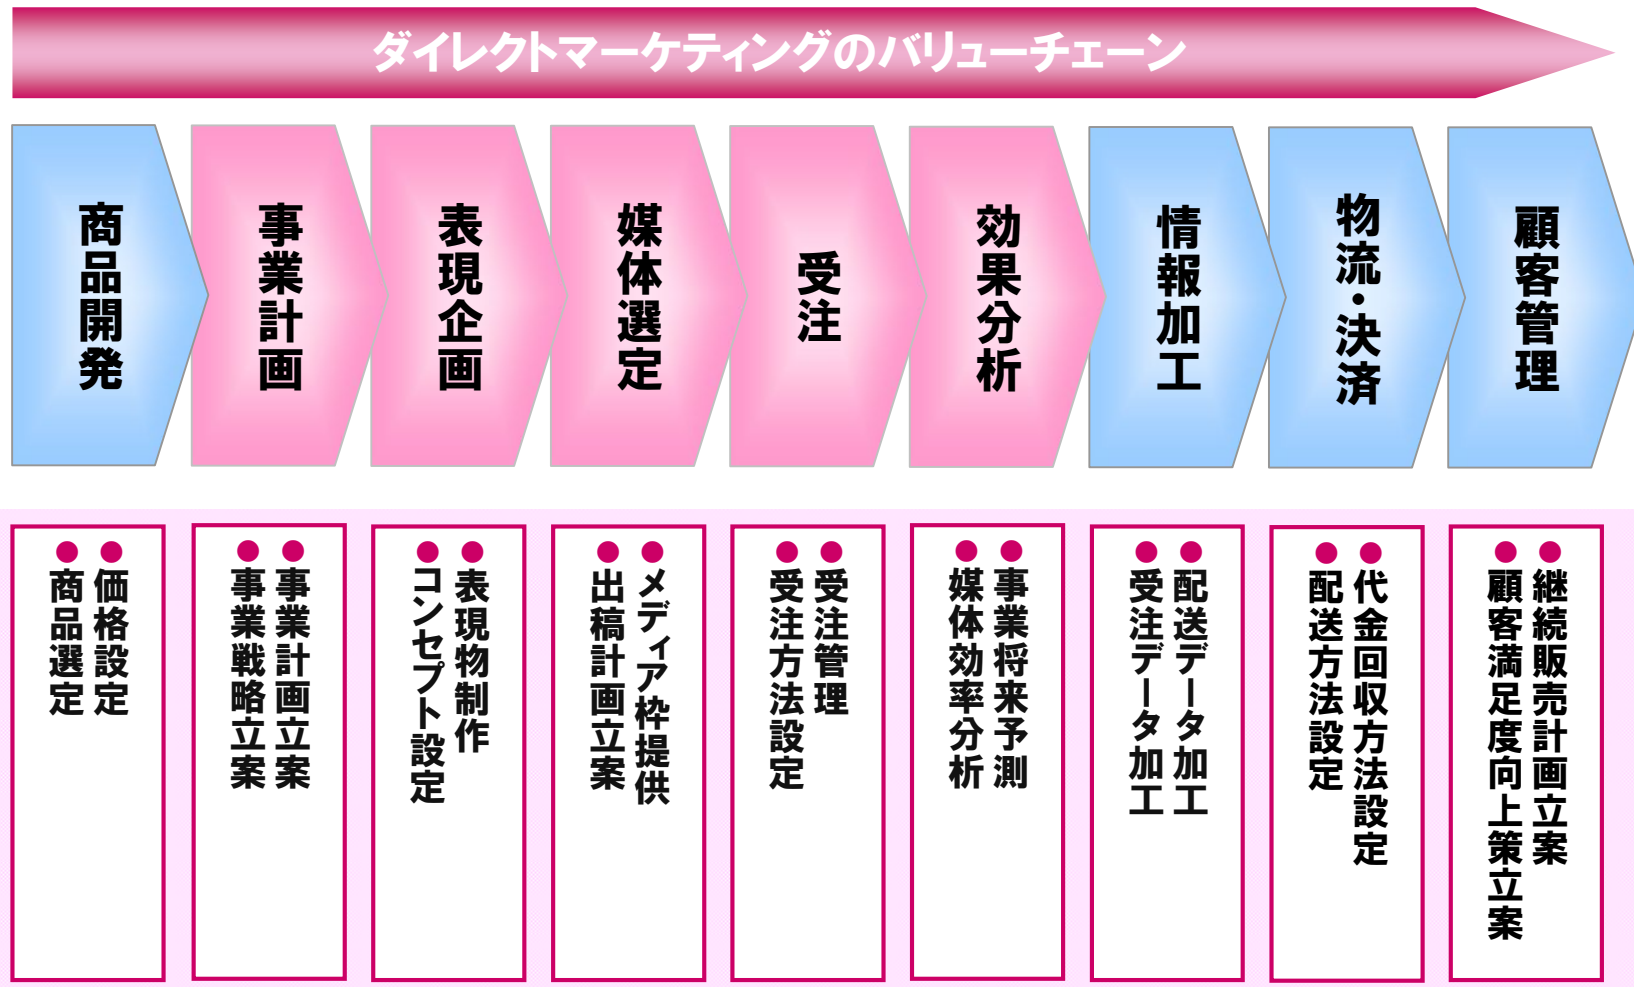 ダイレクトマーケティングのバリューチェーン
商品開発
事業計画
表現企画
媒体選定
受注
効果分析
情報加工
物流・決済
顧客管理
●価格設定
●商品選定
●事業計画立案
●事業戦略立案
●表現物制作
●コンセプト設定
●メディア枠提供
●出稿計画立案
●受注管理
●受注方法設定
●事業将来予測
●媒体効率分析
●配送データ加工
●受注データ加工
●代金回収方法設定
●配送方法設定
●継続販売計画立案
●顧客満足度向上策立案